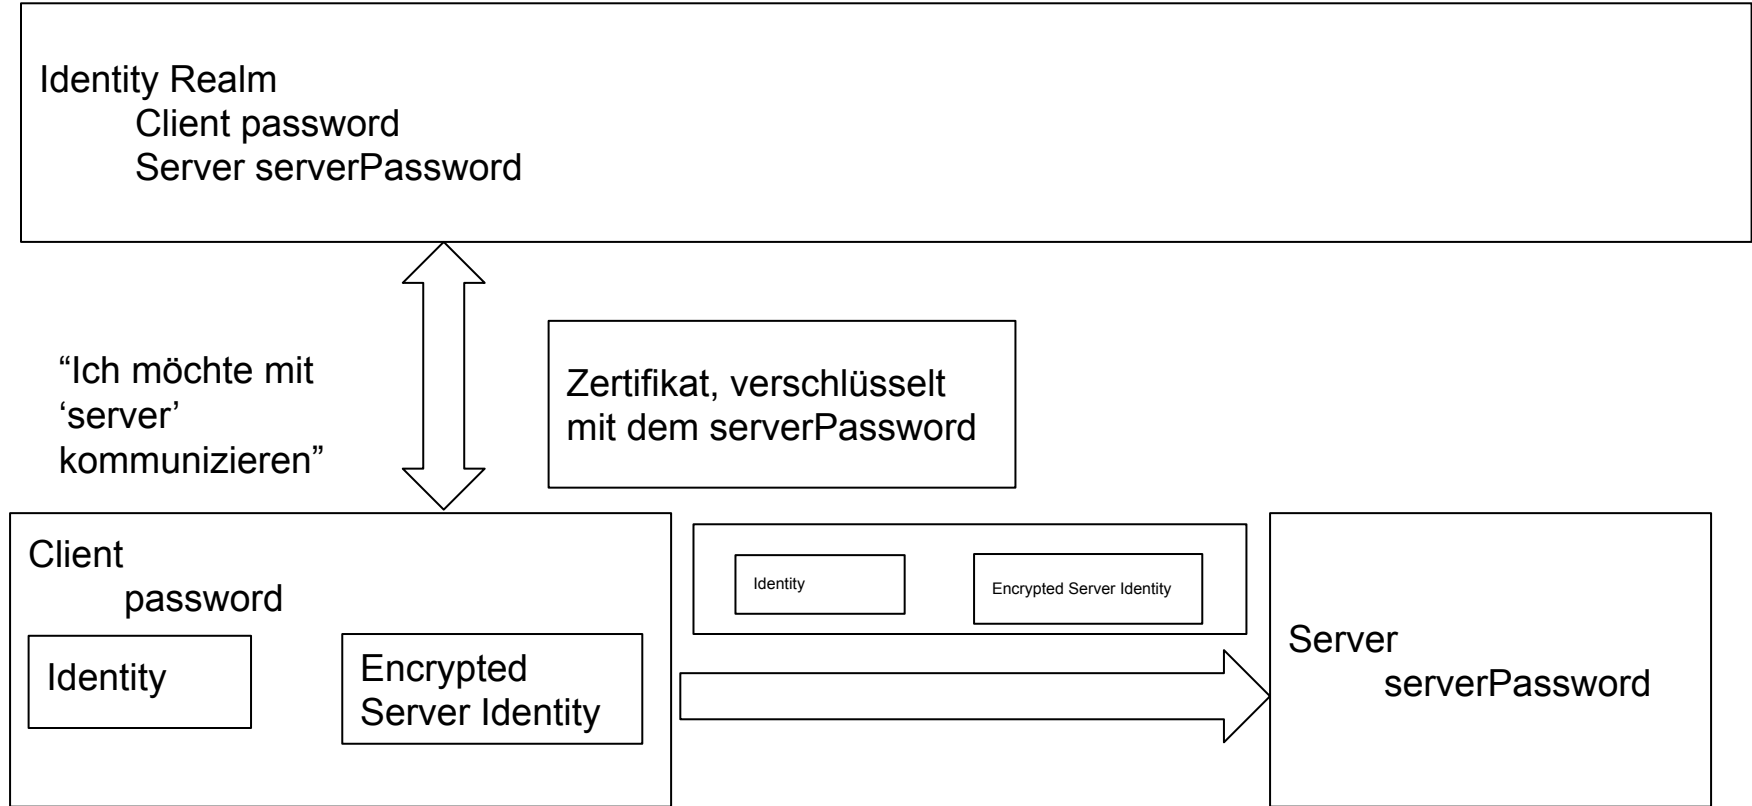 Identity Realm
Client password
Server serverPassword
“Ich möchte mit
‘server’
kommunizieren”
Zertifikat, verschlüsselt
mit dem serverPassword
Client
password
Identity
Encrypted
Server Identity
Identity
Encrypted Server Identity
Server
serverPassword